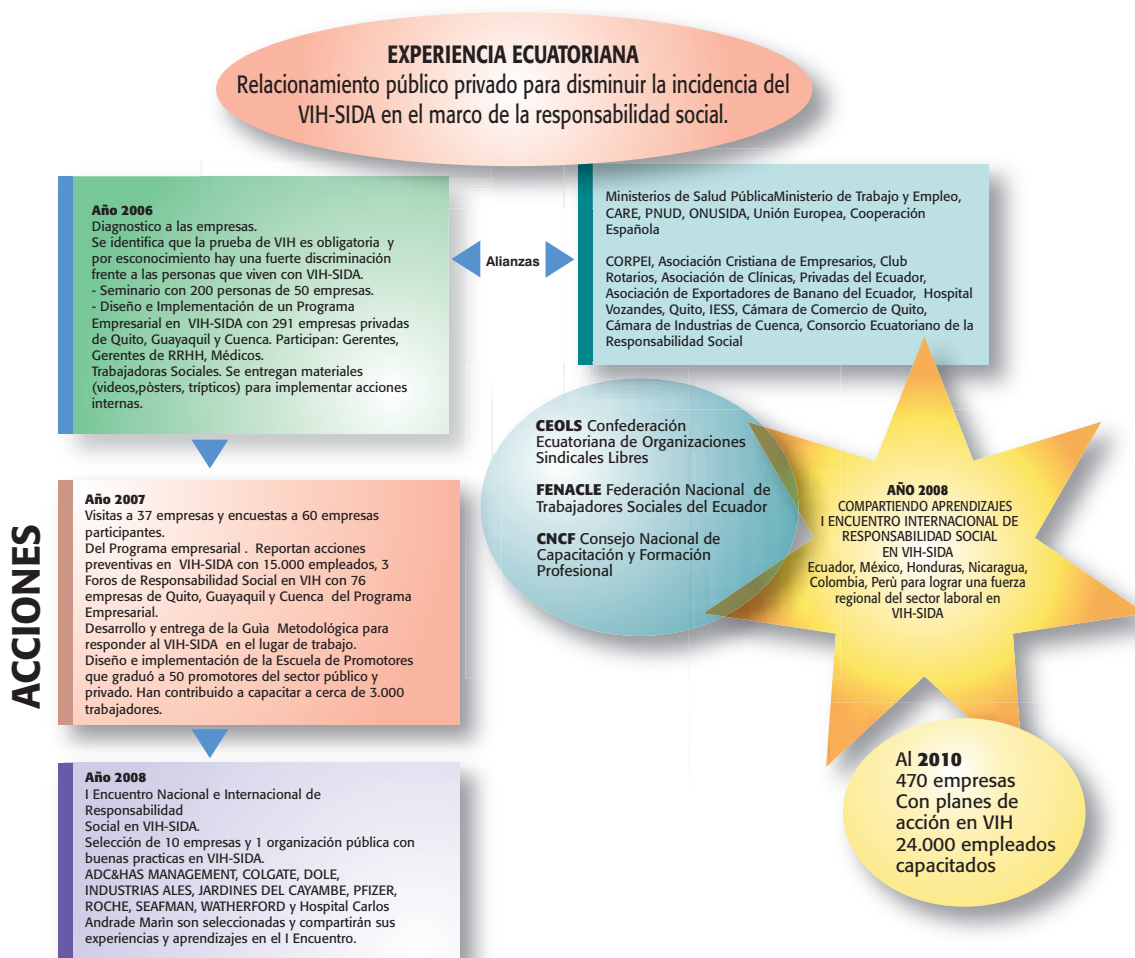 EXPERIENCIA ECUATORIANA
Relacionamiento público privado para disminuir la incidencia del
VIH-SIDA en el marco de la responsabilidad social.
ACCIONES
Año 2006
Diagnostico a las empresas.
Se identifica que la prueba de VIH es obligatoria y
por esconocimiento hay una fuerte discriminación
frente a las personas que viven con VIH-SIDA.
- Seminario con 200 personas de 50 empresas.
- Diseño e Implementación de un Programa
Empresarial en VIH-SIDA con 291 empresas privadas
de Quito, Guayaquil y Cuenca. Participan: Gerentes,
Gerentes de RRHH, Médicos.
Trabajadoras Sociales. Se entregan materiales
(videos,pòsters, trípticos) para implementar acciones
internas.
Alianzas
Ministerios de Salud PúblicaMinisterio de Trabajo y Empleo,
CARE, PNUD, ONUSIDA, Unión Europea, Cooperación
Española
CORPEI, Asociación Cristiana de Empresarios, Club
Rotarios, Asociación de Clínicas, Privadas del Ecuador,
Asociación de Exportadores de Banano del Ecuador, Hospital
Vozandes, Quito, IESS, Cámara de Comercio de Quito,
Cámara de Industrias de Cuenca, Consorcio Ecuatoriano de la
Responsabilidad Social
CEOLS Confederación
Ecuatoriana de Organizaciones
Sindicales Libres
FENACLE Federación Nacional de
Trabajadores Sociales del Ecuador
CNCF Consejo Nacional de
Capacitación y Formación
Profesional
Año 2007
Visitas a 37 empresas y encuestas a 60 empresas
participantes.
Del Programa empresarial . Reportan acciones
preventivas en VIH-SIDA con 15.000 empleados, 3
Foros de Responsabilidad Social en VIH con 76
empresas de Quito, Guayaquil y Cuenca del Programa
Empresarial.
Desarrollo y entrega de la Guìa Metodológica para
responder al VIH-SIDA en el lugar de trabajo.
Diseño e implementación de la Escuela de Promotores
que graduó a 50 promotores del sector público y
privado. Han contribuido a capacitar a cerca de 3.000
trabajadores.
AÑO 2008
COMPARTIENDO APRENDIZAJES
I ENCUENTRO INTERNACIONAL DE
RESPONSABILIDAD SOCIAL
EN VIH-SIDA
Ecuador, México, Honduras, Nicaragua,
Colombia, Perù para lograr una fuerza
regional del sector laboral en
VIH-SIDA
Año 2008
I Encuentro Nacional e Internacional de
Responsabilidad
Social en VIH-SIDA.
Selección de 10 empresas y 1 organización pública con
buenas practicas en VIH-SIDA.
ADC&HAS MANAGEMENT, COLGATE, DOLE,
INDUSTRIAS ALES, JARDINES DEL CAYAMBE, PFIZER,
ROCHE, SEAFMAN, WATHERFORD y Hospital Carlos
Andrade Marìn son seleccionadas y compartirán sus
experiencias y aprendizajes en el I Encuentro.
Al 2010
470 empresas
Con planes de
acción en VIH
24.000 empleados
capacitados